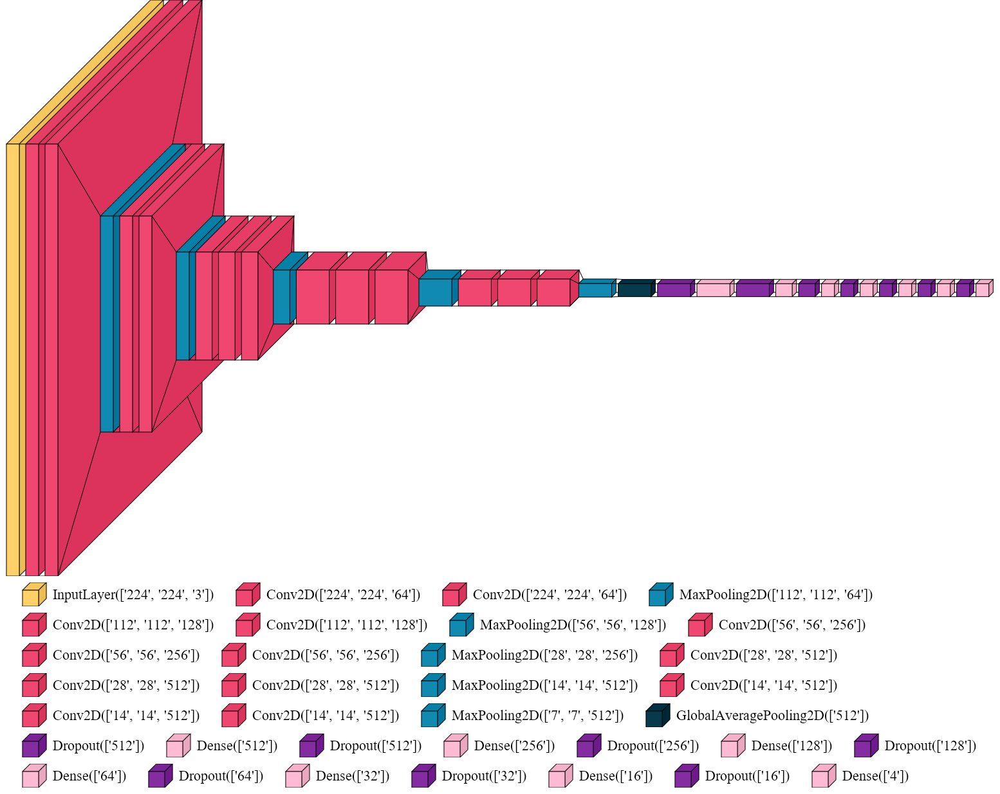 InputLayer(['224', '224', '3']) Conv2D(['224', '224', '64']) Conv2D(['224', '224', '64']) MaxPooling2D(['112', '112', '64'])
Conv2D(['112', '112', '128']) Conv2D(['112', '112', '128']) MaxPooling2D(['56', '56', '128']) Conv2D(['56', '56', '256'])
Conv2D(['56', '56', '256']) Conv2D(['56', '56', '256']) MaxPooling2D(['28', '28', '256']) Conv2D(['28', '28', '512'])
Conv2D(['28', '28', '512']) Conv2D(['28', '28', '512']) MaxPooling2D(['14', '14', '512']) Conv2D(['14', '14', '512'])
Conv2D(['14', '14', '512']) Conv2D(['14', '14', '512']) MaxPooling2D(['7', '7', '512']) GlobalAveragePooling2D(['512'])
Dropout(['512']) Dense(['512']) Dropout(['512']) Dense(['256']) Dropout(['256']) Dense(['128']) Dropout(['128'])
Dense(['64']) Dropout(['64']) Dense(['32']) Dropout(['32']) Dense(['16']) Dropout(['16']) Dense(['4'])